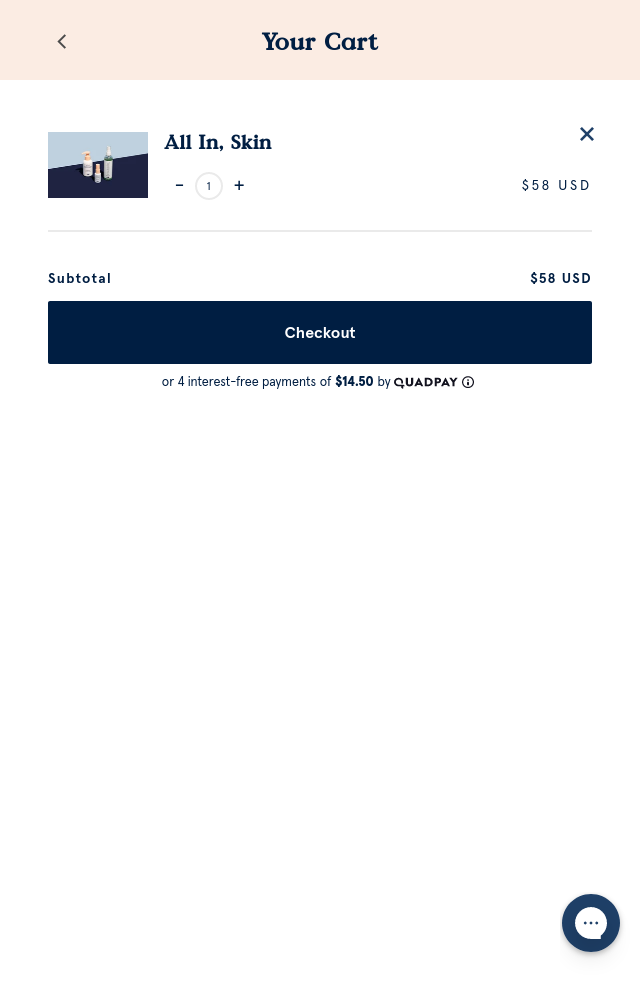 Your Cart
All In, Skin
- 1 +
$58 USD
Subtotal
$58 USD
Checkout
or 4 interest-free payments of $14.50 by QUADPAY